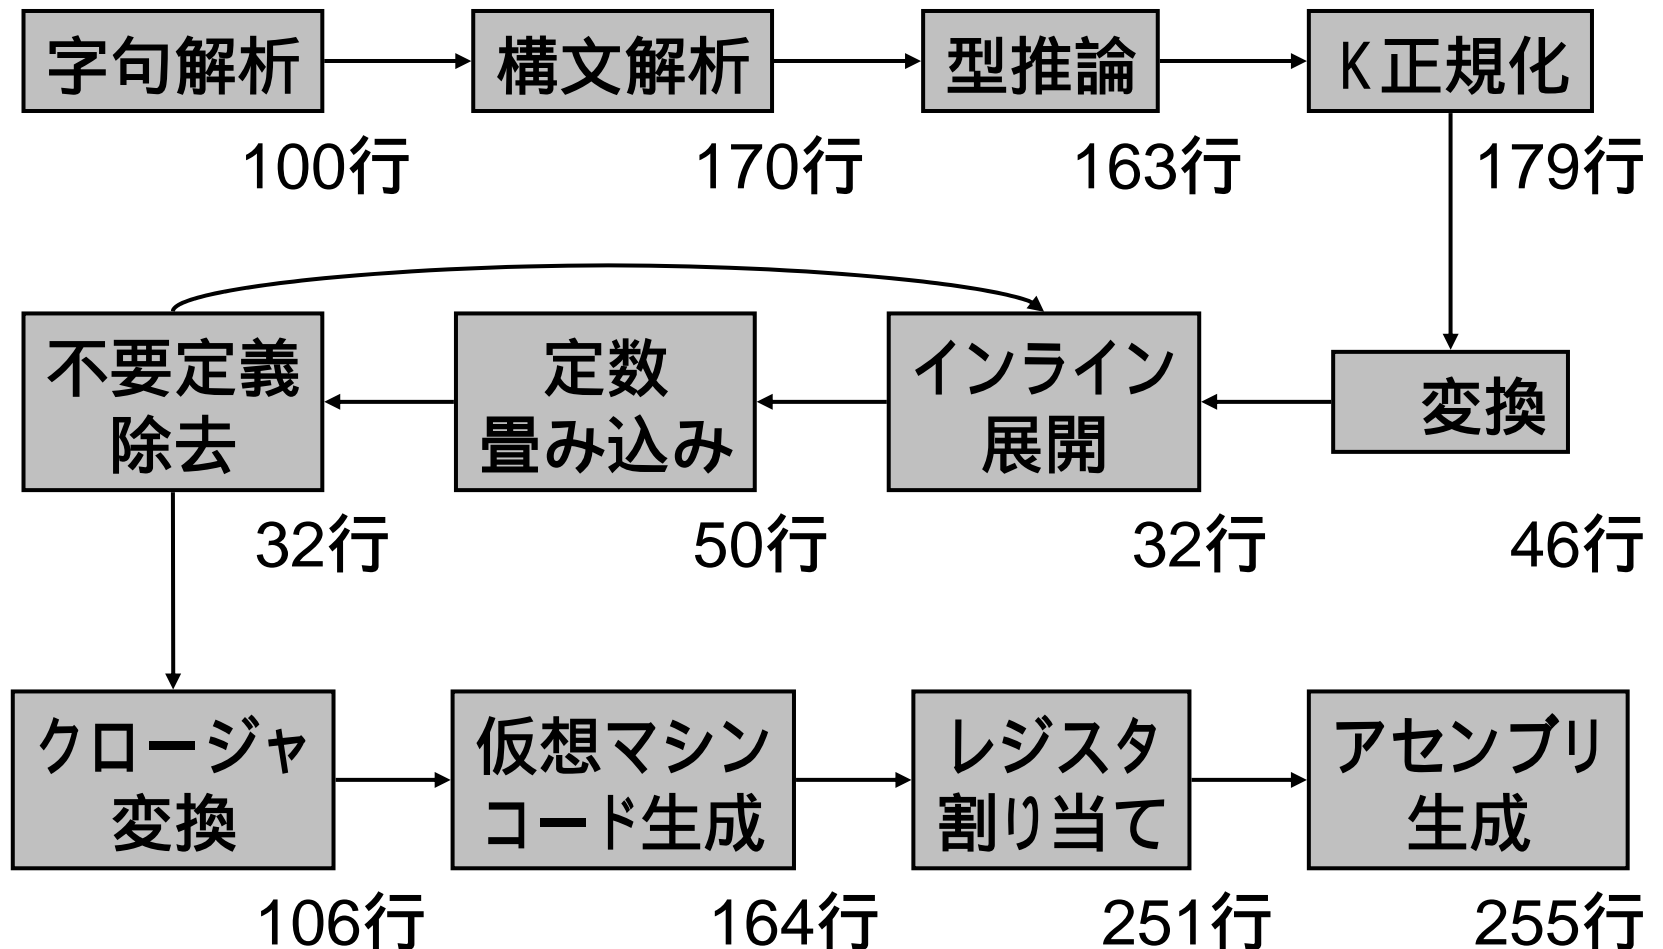 字句解析
構文解析
型推論
K正規化
100行
170行
163行
179行
不要定義
除去
定数
畳み込み
インライン
展開
変換
32行
50行
32行
46行
クロージャ
変換
仮想マシン
コード生成
レジスタ
割り当て
アセンブリ
生成
106行
164行
251行
255行